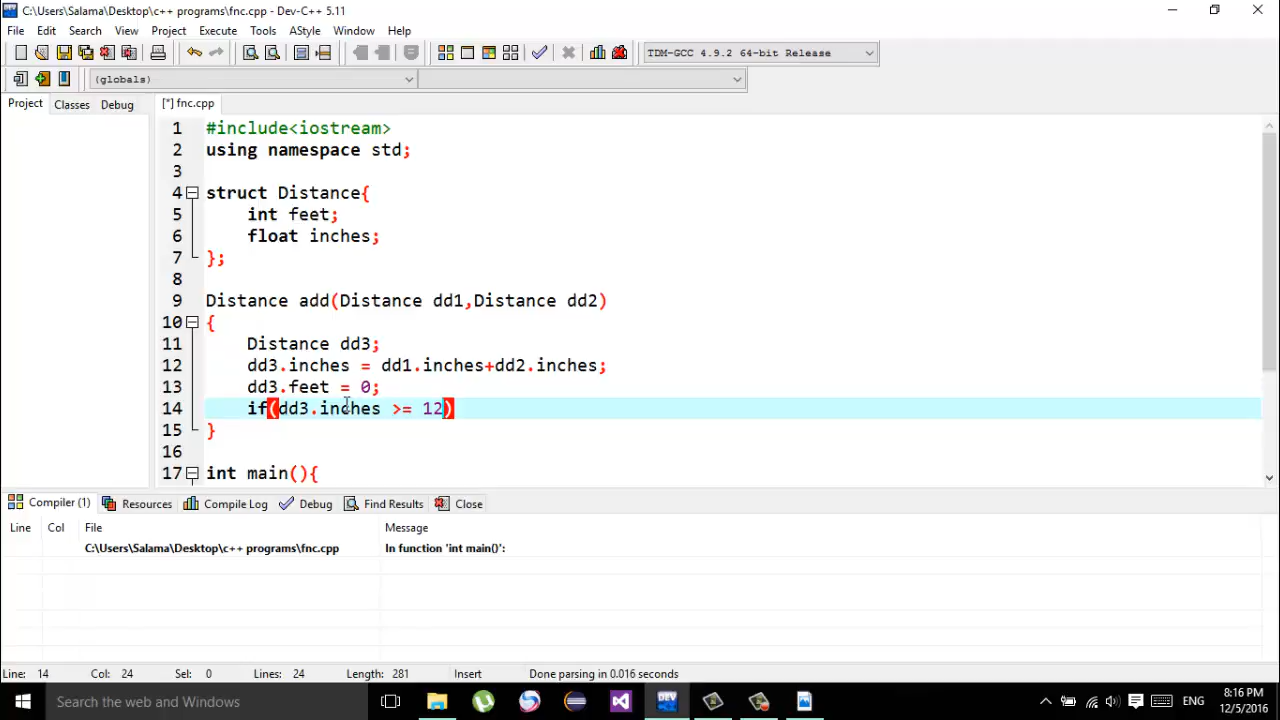 C:\Users\Salama\Desktop\c++ programs\fnc.cpp - Dev-C++ 5.11
File Edit Search View Project Execute Tools AStyle Window Help
TDM-GCC 4.9.2 64-bit Release
(globals)
Project Classes Debug [*] fnc.cpp
1 #include<iostream>
2 using namespace std;
3
4 struct Distance{
5 int feet;
6 float inches;
7 };
8
9 Distance add(Distance dd1,Distance dd2)
10 {
11 Distance dd3;
12 dd3.inches = dd1.inches+dd2.inches;
13 dd3.feet = 0;
14 if(dd3.inches >= 12)
15 }
16
17 int main(){
Compiler (1) Resources Compile Log Debug Find Results Close
Line Col File Message
C:\Users\Salama\Desktop\c++ programs\fnc.cpp In function 'int main()':
Line: 14 Col: 24 Sel: 0 Lines: 24 Length: 281 Insert Done parsing in 0.016 seconds
Search the web and Windows
DEV
ENG
8:16 PM
12/5/2016